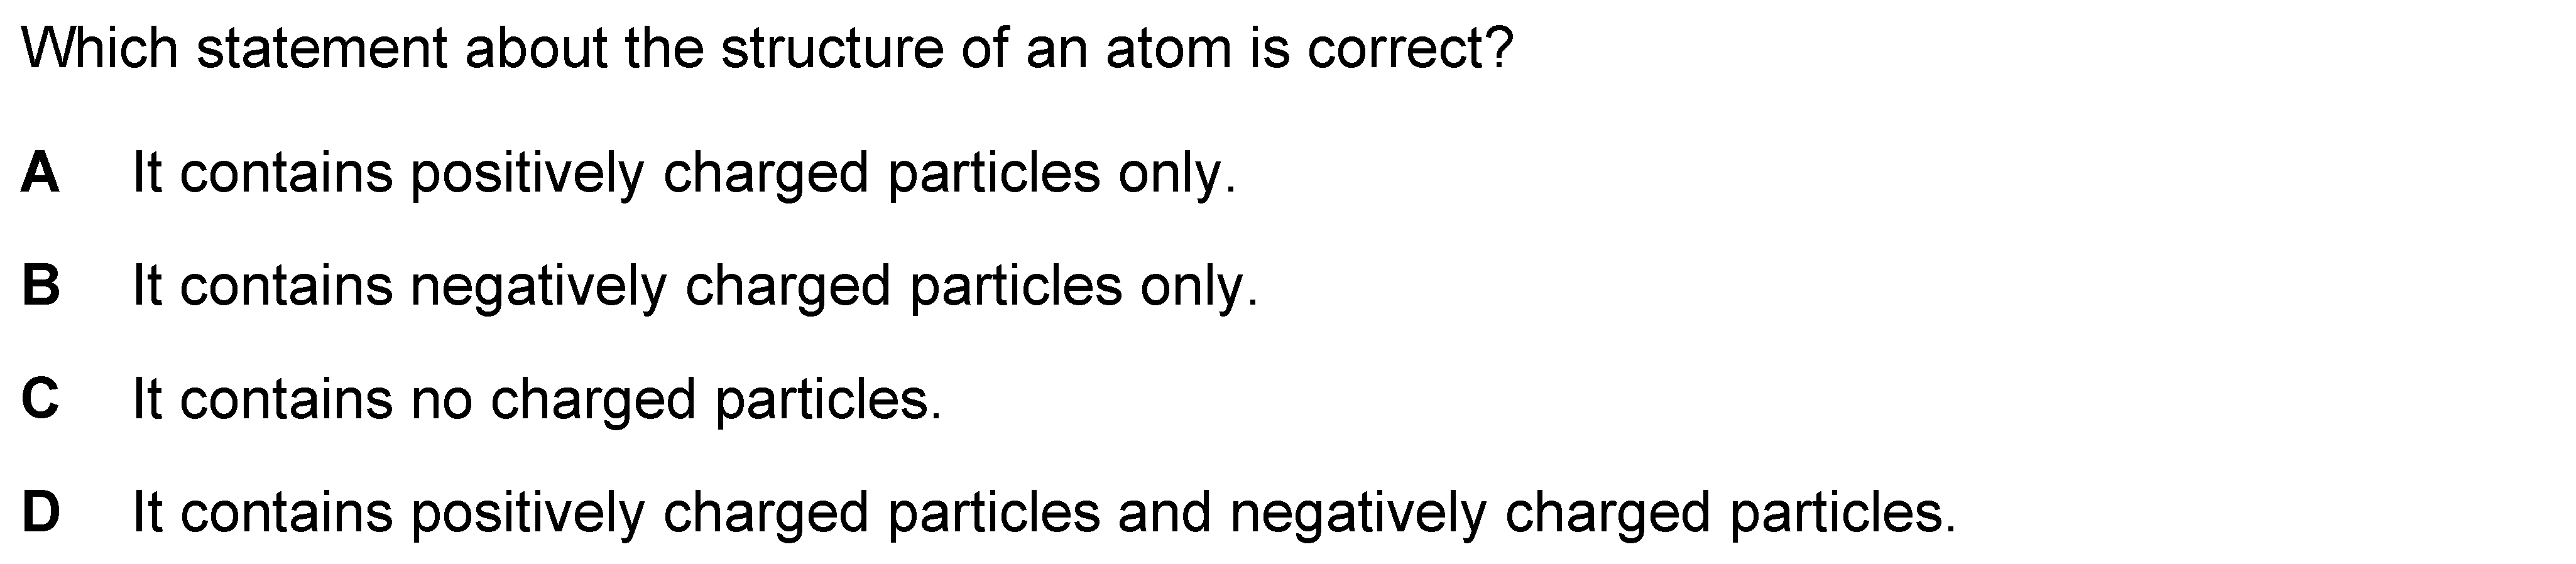 Which statement about the structure of an atom is correct?
A It contains positively charged particles only.
B It contains negatively charged particles only.
C It contains no charged particles.
D It contains positively charged particles and negatively charged particles.